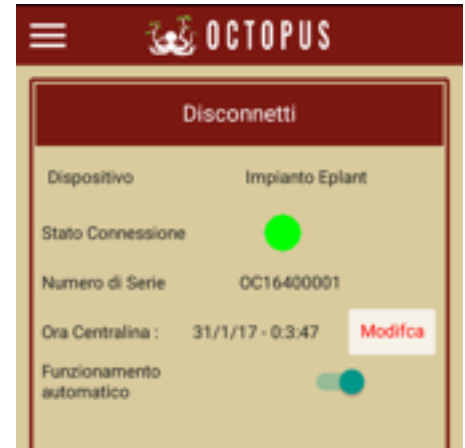 OCTOPUS
Disconnetti
Dispositivo Impianto Eplant
Stato Connessione
Numero di Serie OC16400001
Ora Centralina : 31/1/17 - 0:3:47 Modifca
Funzionamento
automatico